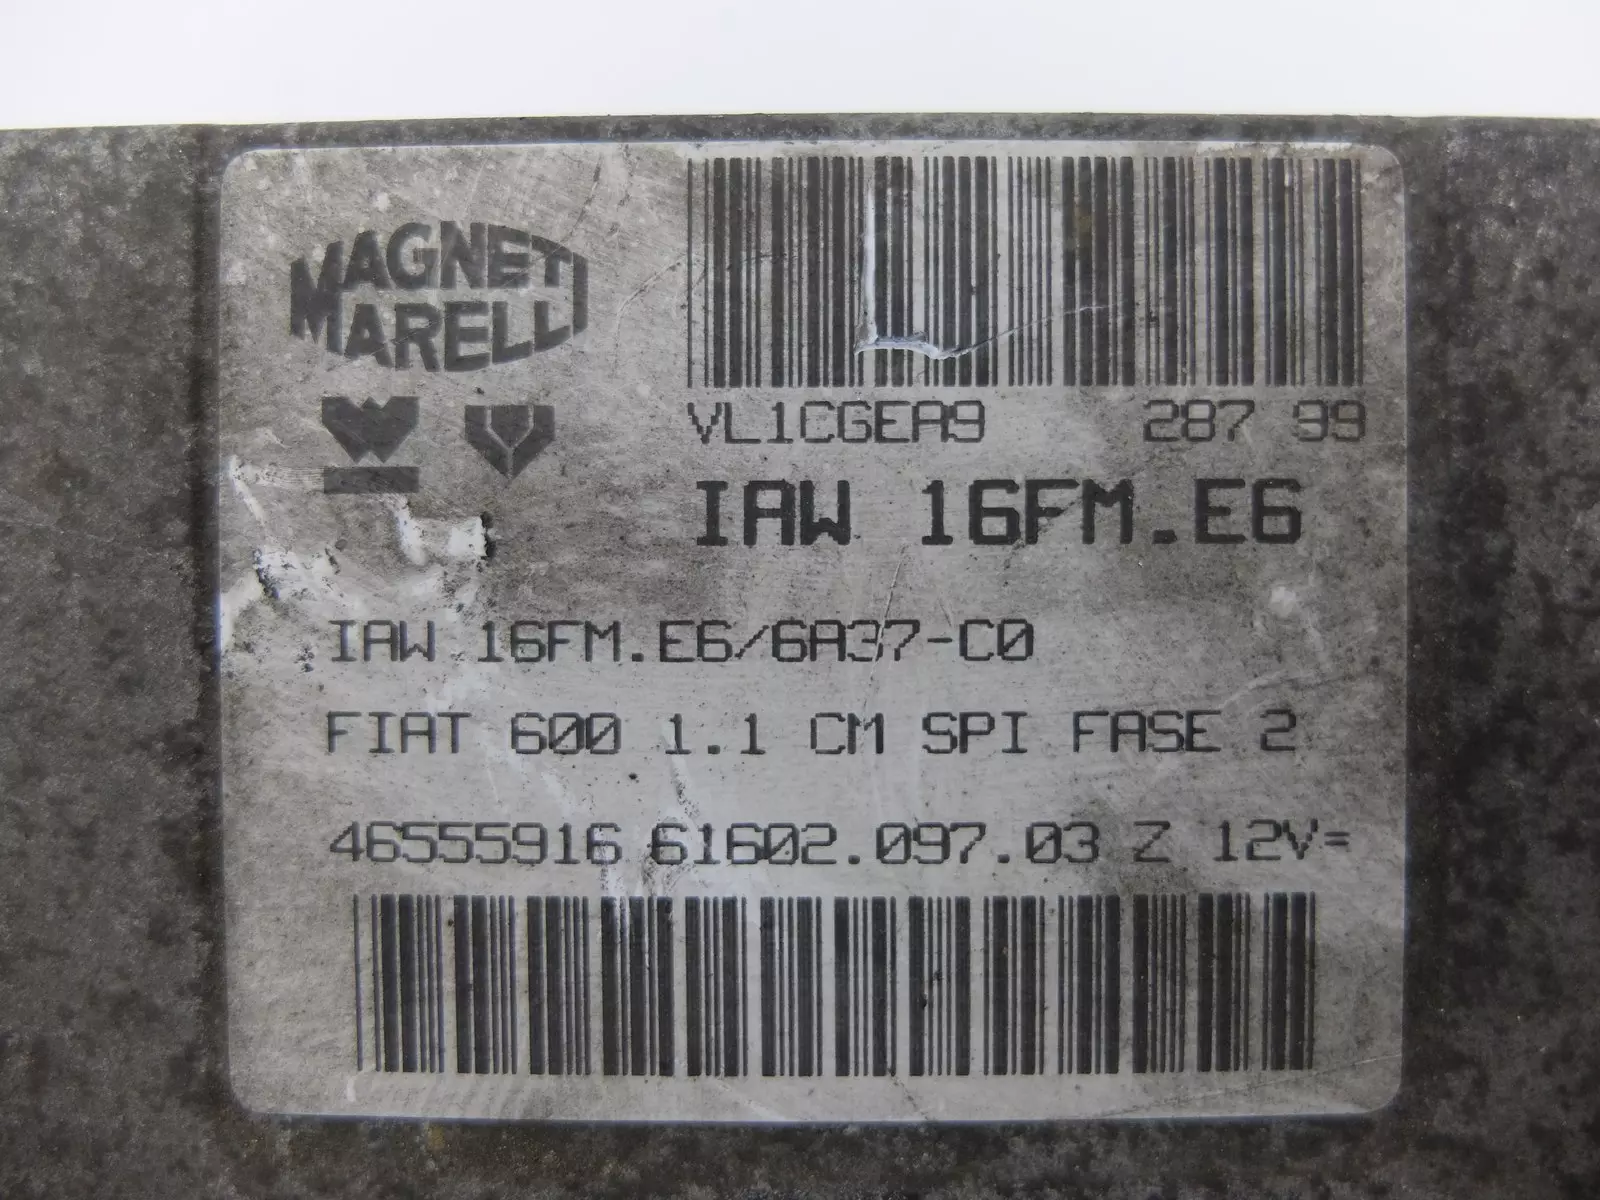 MAGNETI
MARELLI
VL1CGEA9 287 99
IAW 16FM.E6
IAW 16FM.E6/6A37-C0
FIAT 600 1.1 CM SPI FASE 2
46555916 61602.097.03 Z 12V=